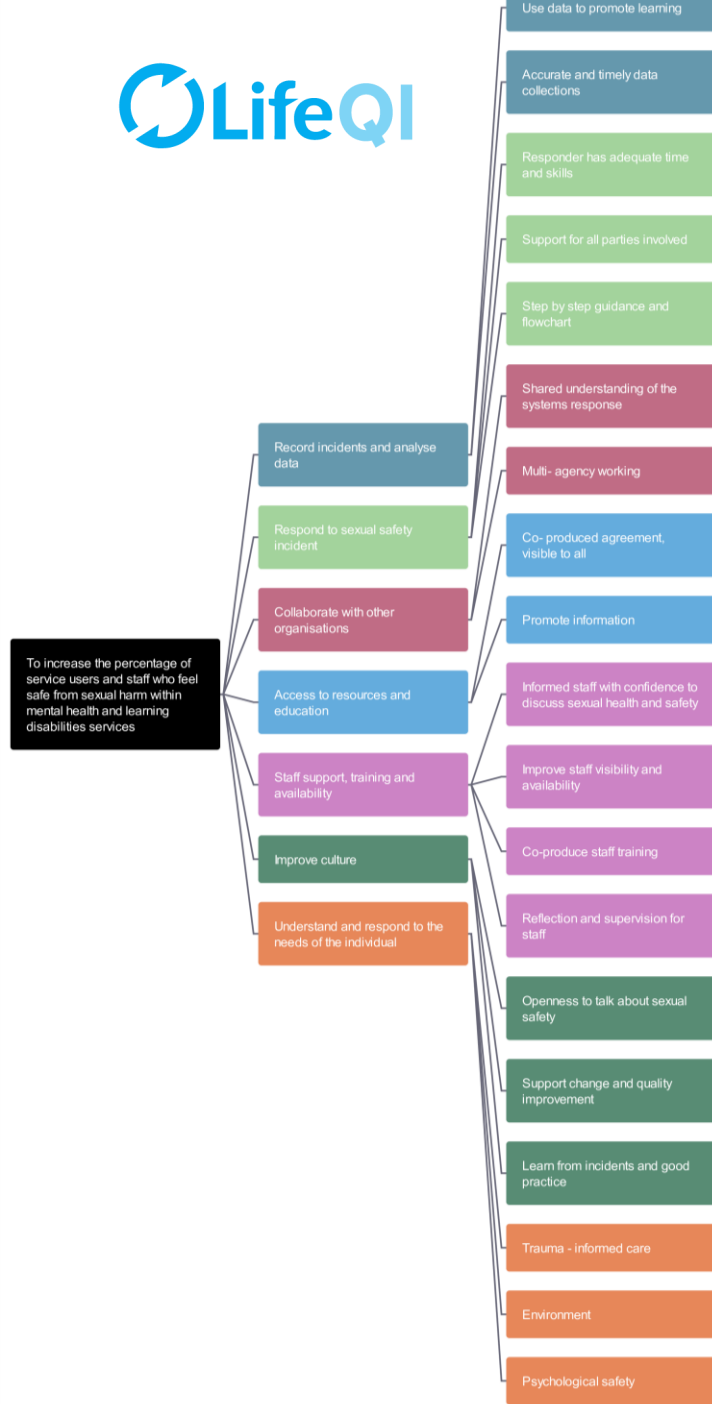 LifeQI
To increase the percentage of
service users and staff who feel
safe from sexual harm within
mental health and learning
disabilities services
Record incidents and analyse
data
Respond to sexual safety
incident
Collaborate with other
organisations
Access to resources and
education
Staff support, training and
availability
Improve culture
Understand and respond to the
needs of the individual
Use data to promote learning
Accurate and timely data
collections
Responder has adequate time
and skills
Support for all parties involved
Step by step guidance and
flowchart
Shared understanding of the
systems response
Multi- agency working
Co- produced agreement,
visible to all
Promote information
Informed staff with confidence to
discuss sexual health and safety
Improve staff visibility and
availability
Co-produce staff training
Reflection and supervision for
staff
Openness to talk about sexual
safety
Support change and quality
improvement
Learn from incidents and good
practice
Trauma - informed care
Environment
Psychological safety